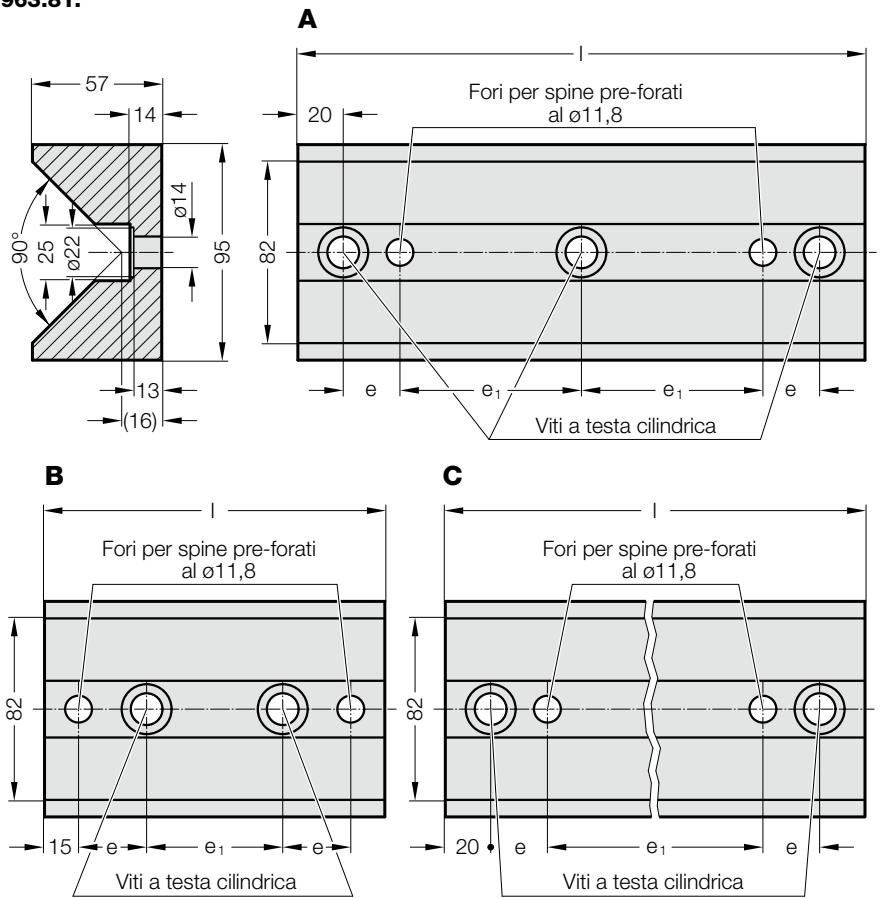 963.81.
A
l
57
14
20
Fori per spine pre-forati
al ø11,8
90°
25
ø22
ø14
95
82
13
(16)
e
e₁
e₁
e
Viti a testa cilindrica
B
l
Fori per spine pre-forati
al ø11,8
82
15
e
e₁
e
Viti a testa cilindrica
C
l
Fori per spine pre-forati
al ø11,8
82
20
e
e₁
e
Viti a testa cilindrica